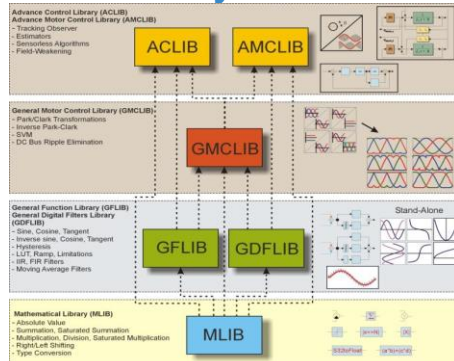 Advance Control Library (ACLIB)
Advance Motor Control Library (AMCLIB)
- Tracking Observer
- Estimators
- Sensorless Algorithms
- Field-Weakening
ACLIB
AMCLIB
General Motor Control Library (GMCLIB)
- Park/Clark Transformations
- Inverse Park-Clark
- SVM
- DC Bus Ripple Elimination
GMCLIB
General Function Library (GFLIB)
General Digital Filters Library
(GDFLIB)
- Sine, Cosine, Tangent
- Inverse sine, Cosine, Tangent
- Hysteresis
- LUT, Ramp, Limitations
- IIR, FIR Filters
- Moving Average Filters
GFLIB
GDFLIB
Stand-Alone
Mathematical Library (MLIB)
- Absolute Value
- Summation, Saturated Summation
- Multiplication, Division, Saturated Multiplication
- Right/Left Shifting
- Type Conversion
MLIB